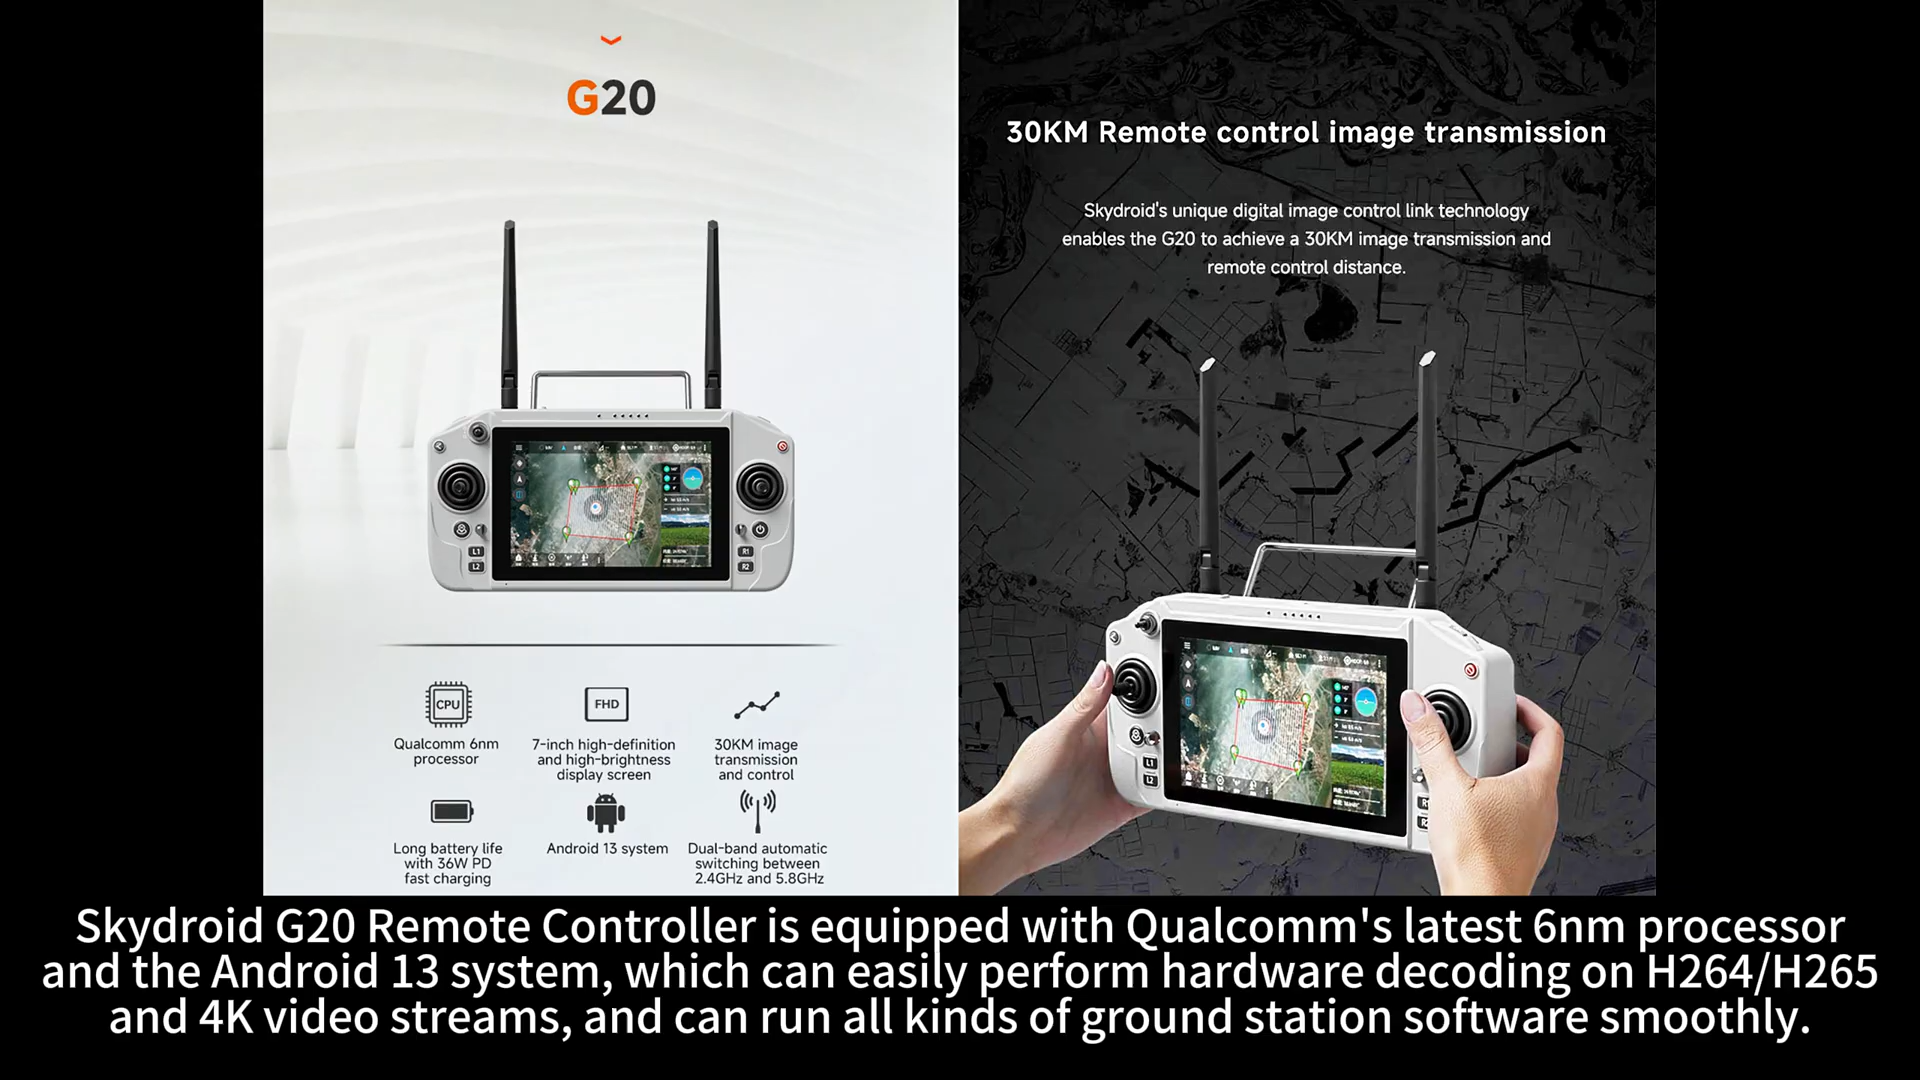 G20
L1
L2
R1
R2
CPU
Qualcomm 6nm
processor
FHD
7-inch high-definition
and high-brightness
display screen
30KM image
transmission
and control
Long battery life
with 36W PD
fast charging
Android 13 system
Dual-band automatic
switching between
2.4GHz and 5.8GHz
30KM Remote control image transmission
Skydroid's unique digital image control link technology
enables the G20 to achieve a 30KM image transmission and
remote control distance.
L1
L2
Skydroid G20 Remote Controller is equipped with Qualcomm's latest 6nm processor
and the Android 13 system, which can easily perform hardware decoding on H264/H265
and 4K video streams, and can run all kinds of ground station software smoothly.